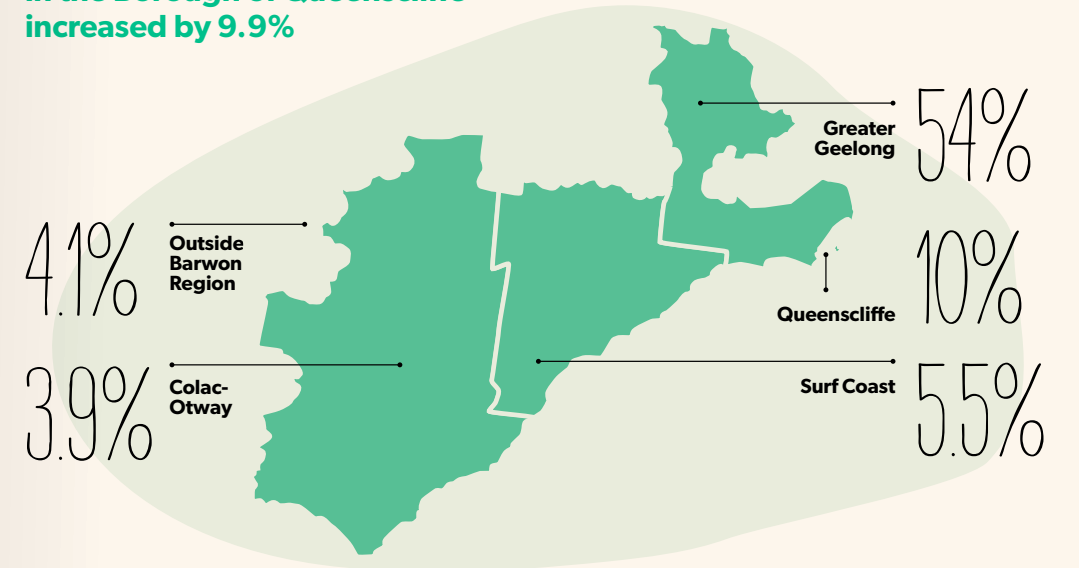 increased by 9.9%
Greater
Geelong
54%
4.1%
Outside
Barwon
Region
10%
Queenscliffe
3.9%
Colac-
Otway
Surf Coast
5.5%